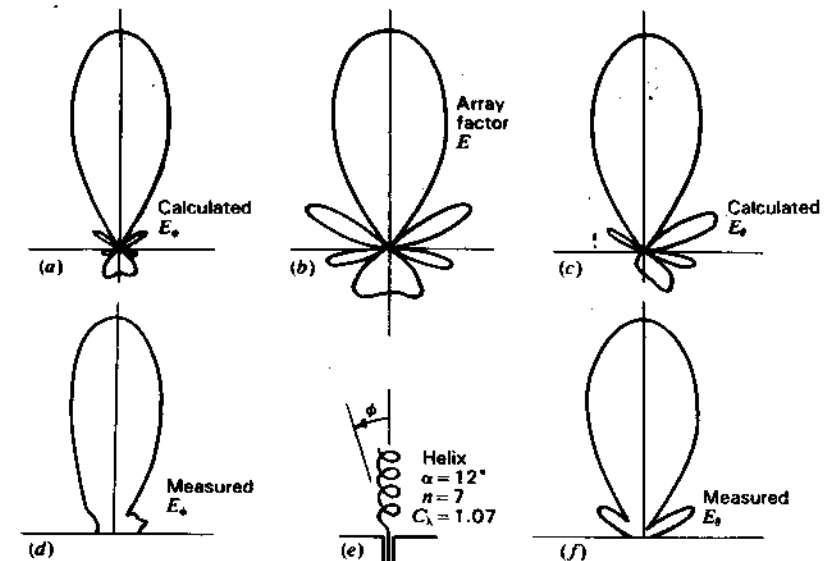 Array
factor
E
Calculated
E_φ
Calculated
E_θ
(a)
(b)
(c)
φ
Helix
α = 12°
n = 7
C_λ = 1.07
Measured
E_φ
Measured
E_θ
(d)
(e)
(f)